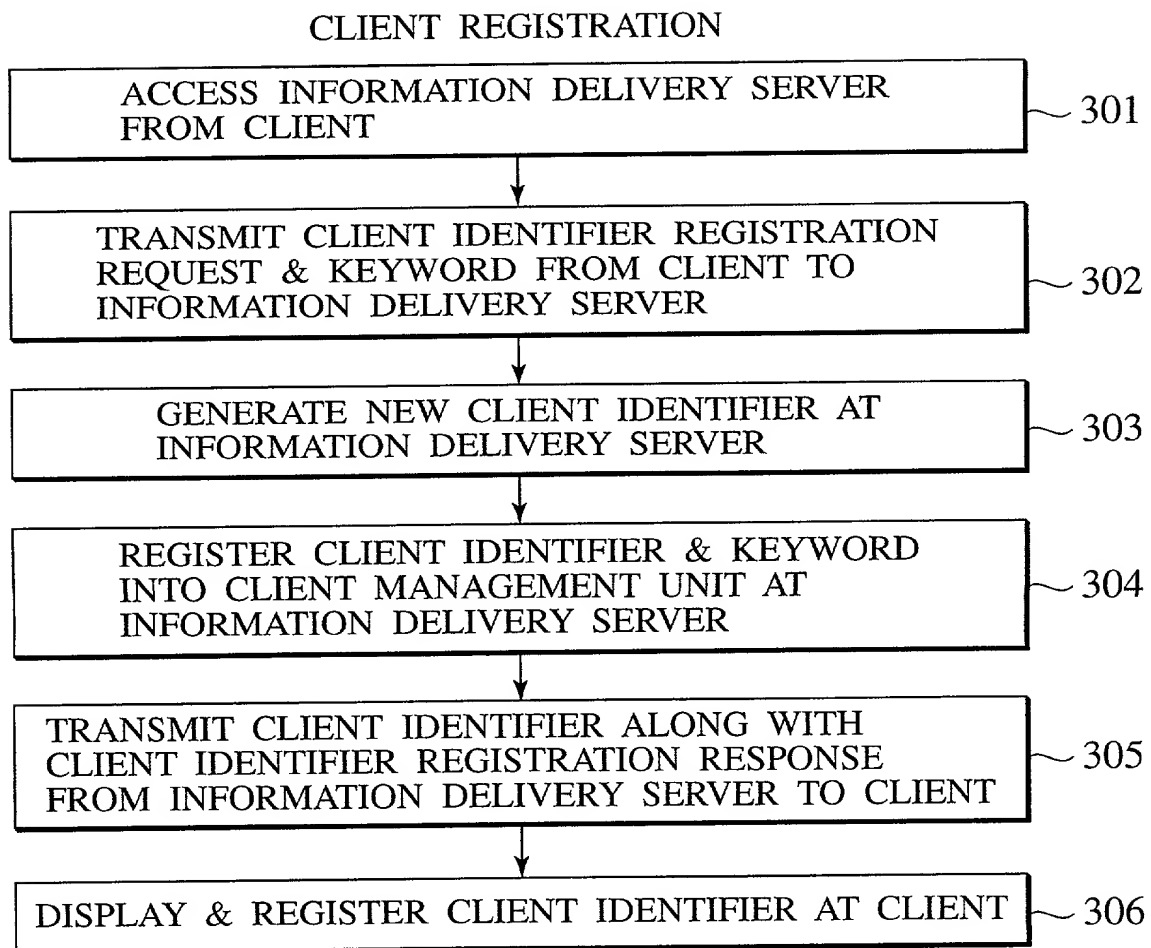 CLIENT REGISTRATION
ACCESS INFORMATION DELIVERY SERVER
FROM CLIENT
301
TRANSMIT CLIENT IDENTIFIER REGISTRATION
REQUEST & KEYWORD FROM CLIENT TO
INFORMATION DELIVERY SERVER
302
GENERATE NEW CLIENT IDENTIFIER AT
INFORMATION DELIVERY SERVER
303
REGISTER CLIENT IDENTIFIER & KEYWORD
INTO CLIENT MANAGEMENT UNIT AT
INFORMATION DELIVERY SERVER
304
TRANSMIT CLIENT IDENTIFIER ALONG WITH
CLIENT IDENTIFIER REGISTRATION RESPONSE
FROM INFORMATION DELIVERY SERVER TO CLIENT
305
DISPLAY & REGISTER CLIENT IDENTIFIER AT CLIENT
306